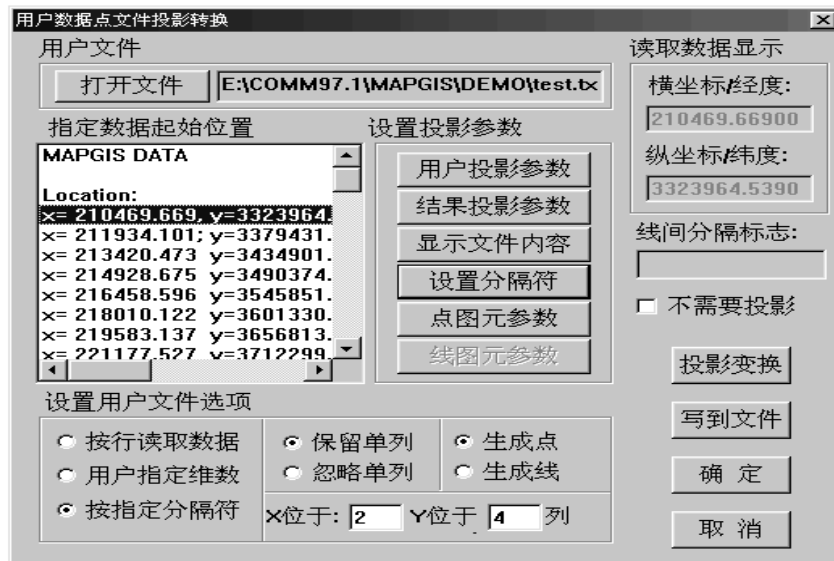 用户数据点文件投影转换
用户文件
打开文件 E:\COMM97.1\MAPGIS\DEMO\test.tx
指定数据起始位置
MAPGIS DATA
Location:
x= 210469.669, y=3323964.
x= 211934.101; y=3379431.
x= 213420.473 y=3434901.
x= 214928.675 y=3490374.
x= 216458.596 y=3545851.
x= 218010.122 y=3601330.
x= 219583.137 y=3656813.
x= 221177.527 y=3712299.
设置投影参数
用户投影参数
结果投影参数
显示文件内容
设置分隔符
点图元参数
线图元参数
读取数据显示
横坐标/经度:
210469.66900
纵坐标/纬度:
3323964.5390
线间分隔标志:
不需要投影
投影变换
写到文件
确 定
取 消
设置用户文件选项
按行读取数据
用户指定维数
按指定分隔符
保留单列
忽略单列
生成点
生成线
X位于: 2 Y位于 4 列